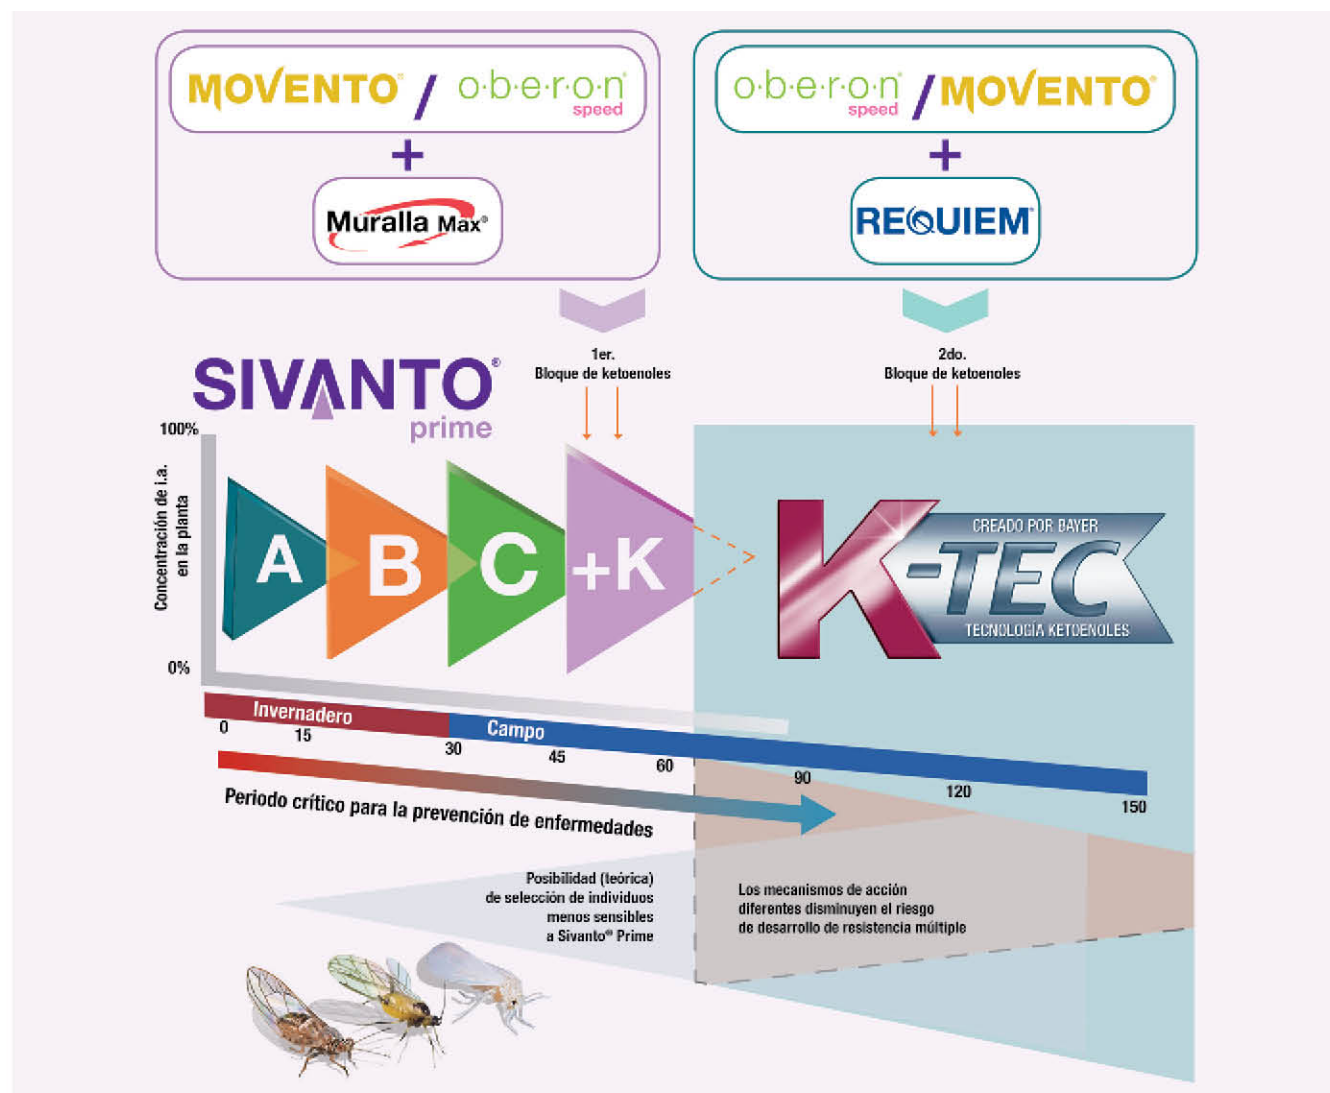 MOVENTO® / o·b·e·r·o·n®
speed
+
Muralla Max®
o·b·e·r·o·n® / MOVENTO®
speed
+
REQUIEM®
1er.
Bloque de ketoenoles
2do.
Bloque de ketoenoles
SIVANTO®
prime
100%
Concentración de i.a.
en la planta
0%
A
B
C
+K
K-TEC
CREADO POR BAYER
TECNOLOGÍA KETOENOLES
Invernadero
Campo
0
15
30
45
60
90
120
150
Periodo crítico para la prevención de enfermedades
Posibilidad (teórica)
de selección de individuos
menos sensibles
a Sivanto® Prime
Los mecanismos de acción
diferentes disminuyen el riesgo
de desarrollo de resistencia múltiple